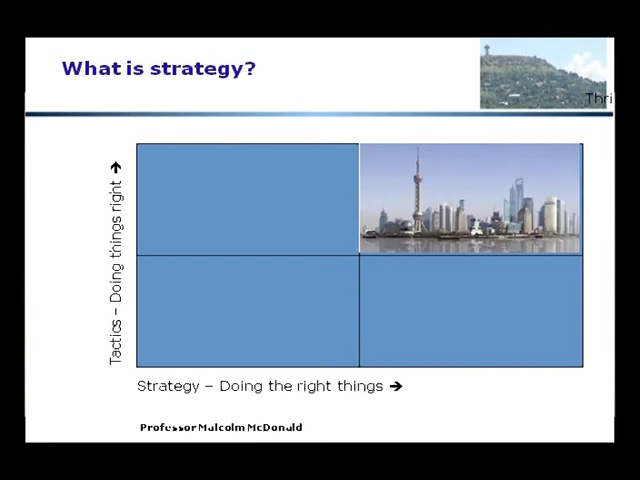 What is strategy?
Thri
Tactics – Doing things right ➔
Strategy – Doing the right things ➔
Professor Malcolm McDonald